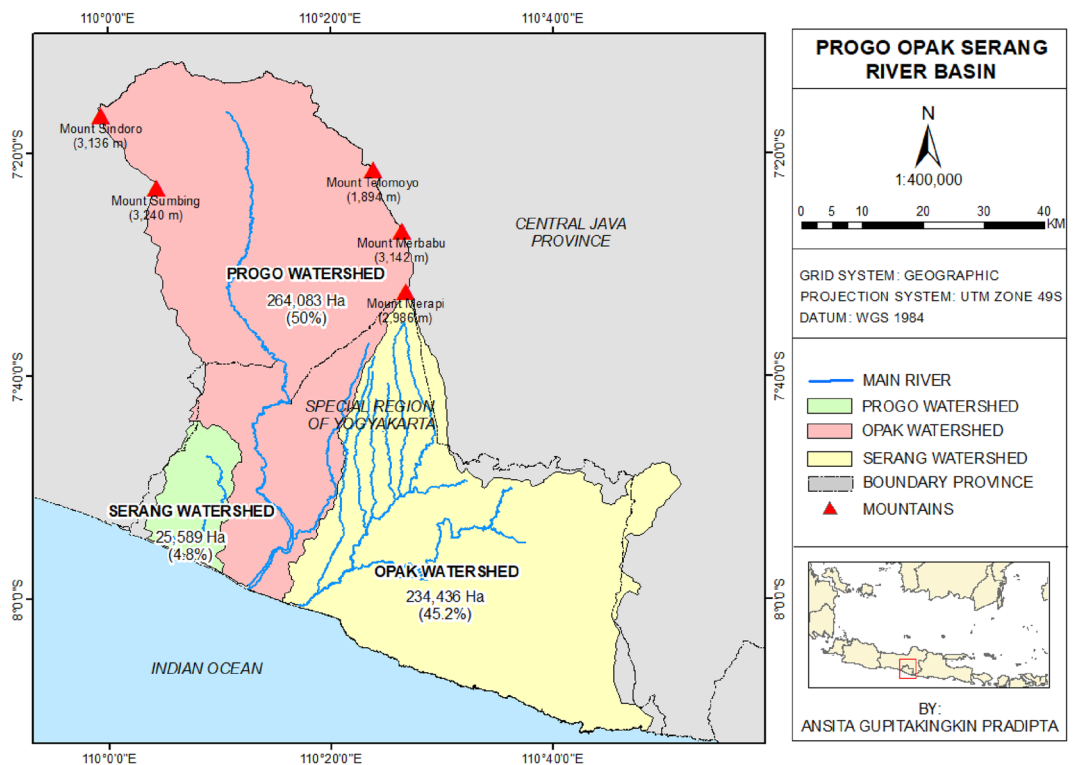 110°0'0"E
110°20'0"E
110°40'0"E
7°20'0"S
7°40'0"S
8°0'0"S
Mount Sindoro
(3,136 m)
Mount Sumbing
(3,240 m)
Mount Telomoyo
(1,894 m)
Mount Merbabu
(3,142 m)
Mount Merapi
(2,986 m)
CENTRAL JAVA
PROVINCE
PROGO WATERSHED
264,083 Ha
(50%)
SPECIAL REGION
OF YOGYAKARTA
SERANG WATERSHED
25,589 Ha
(4.8%)
OPAK WATERSHED
234,436 Ha
(45.2%)
INDIAN OCEAN
7°20'0"S
7°40'0"S
8°0'0"S
110°0'0"E
110°20'0"E
110°40'0"E
PROGO OPAK SERANG
RIVER BASIN
N
1:400,000
0 5 10 20 30 40
KM
GRID SYSTEM: GEOGRAPHIC
PROJECTION SYSTEM: UTM ZONE 49S
DATUM: WGS 1984
MAIN RIVER
PROGO WATERSHED
OPAK WATERSHED
SERANG WATERSHED
BOUNDARY PROVINCE
MOUNTAINS
BY:
ANSITA GUPITAKINGKIN PRADIPTA